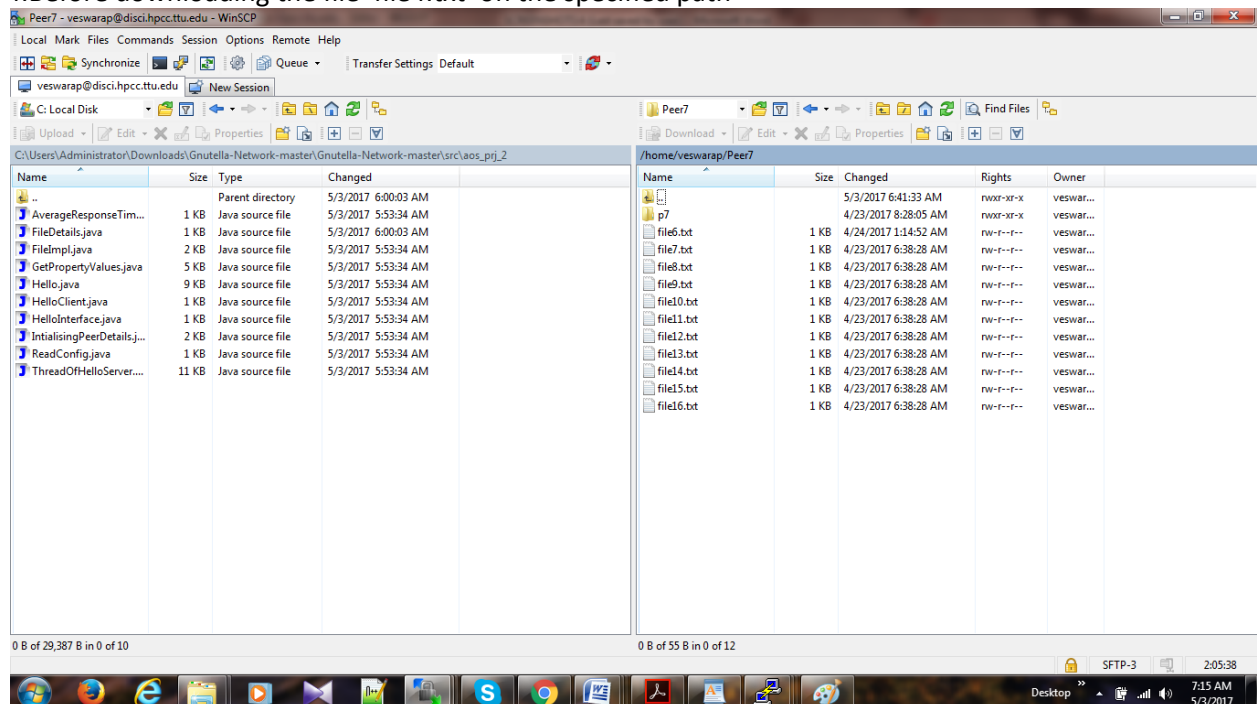 Before downloading the file 'file4.txt' on the specified path
Peer7 - veswarap@disci.hpcc.ttu.edu - WinSCP
Local Mark Files Commands Session Options Remote Help
Synchronize Queue Transfer Settings Default
veswarap@disci.hpcc.ttu.edu New Session
C: Local Disk Peer7 Find Files
Upload Edit Properties Download Edit Properties
C:\Users\Administrator\Downloads\Gnutella-Network-master\Gnutella-Network-master\src\aos_prj_2 /home/veswarap/Peer7
Name Size Type Changed Name Size Changed Rights Owner
.. Parent directory 5/3/2017 6:00:03 AM .. 5/3/2017 6:41:33 AM rwxr-xr-x veswar...
AverageResponseTim... 1 KB Java source file 5/3/2017 5:53:34 AM p7 4/23/2017 8:28:05 AM rwxr-xr-x veswar...
FileDetails.java 1 KB Java source file 5/3/2017 6:00:03 AM file6.txt 1 KB 4/24/2017 1:14:52 AM rw-r--r-- veswar...
FileImpl.java 2 KB Java source file 5/3/2017 5:53:34 AM file7.txt 1 KB 4/23/2017 6:38:28 AM rw-r--r-- veswar...
GetPropertyValues.java 5 KB Java source file 5/3/2017 5:53:34 AM file8.txt 1 KB 4/23/2017 6:38:28 AM rw-r--r-- veswar...
Hello.java 9 KB Java source file 5/3/2017 5:53:34 AM file9.txt 1 KB 4/23/2017 6:38:28 AM rw-r--r-- veswar...
HelloClient.java 1 KB Java source file 5/3/2017 5:53:34 AM file10.txt 1 KB 4/23/2017 6:38:28 AM rw-r--r-- veswar...
HelloInterface.java 1 KB Java source file 5/3/2017 5:53:34 AM file11.txt 1 KB 4/23/2017 6:38:28 AM rw-r--r-- veswar...
IntialisingPeerDetails.j... 2 KB Java source file 5/3/2017 5:53:34 AM file12.txt 1 KB 4/23/2017 6:38:28 AM rw-r--r-- veswar...
ReadConfig.java 1 KB Java source file 5/3/2017 5:53:34 AM file13.txt 1 KB 4/23/2017 6:38:28 AM rw-r--r-- veswar...
ThreadOfHelloServer.... 11 KB Java source file 5/3/2017 5:53:34 AM file14.txt 1 KB 4/23/2017 6:38:28 AM rw-r--r-- veswar...
file15.txt 1 KB 4/23/2017 6:38:28 AM rw-r--r-- veswar...
file16.txt 1 KB 4/23/2017 6:38:28 AM rw-r--r-- veswar...
0 B of 29,387 B in 0 of 10 0 B of 55 B in 0 of 12
SFTP-3 2:05:38
Desktop 7:15 AM
5/3/2017